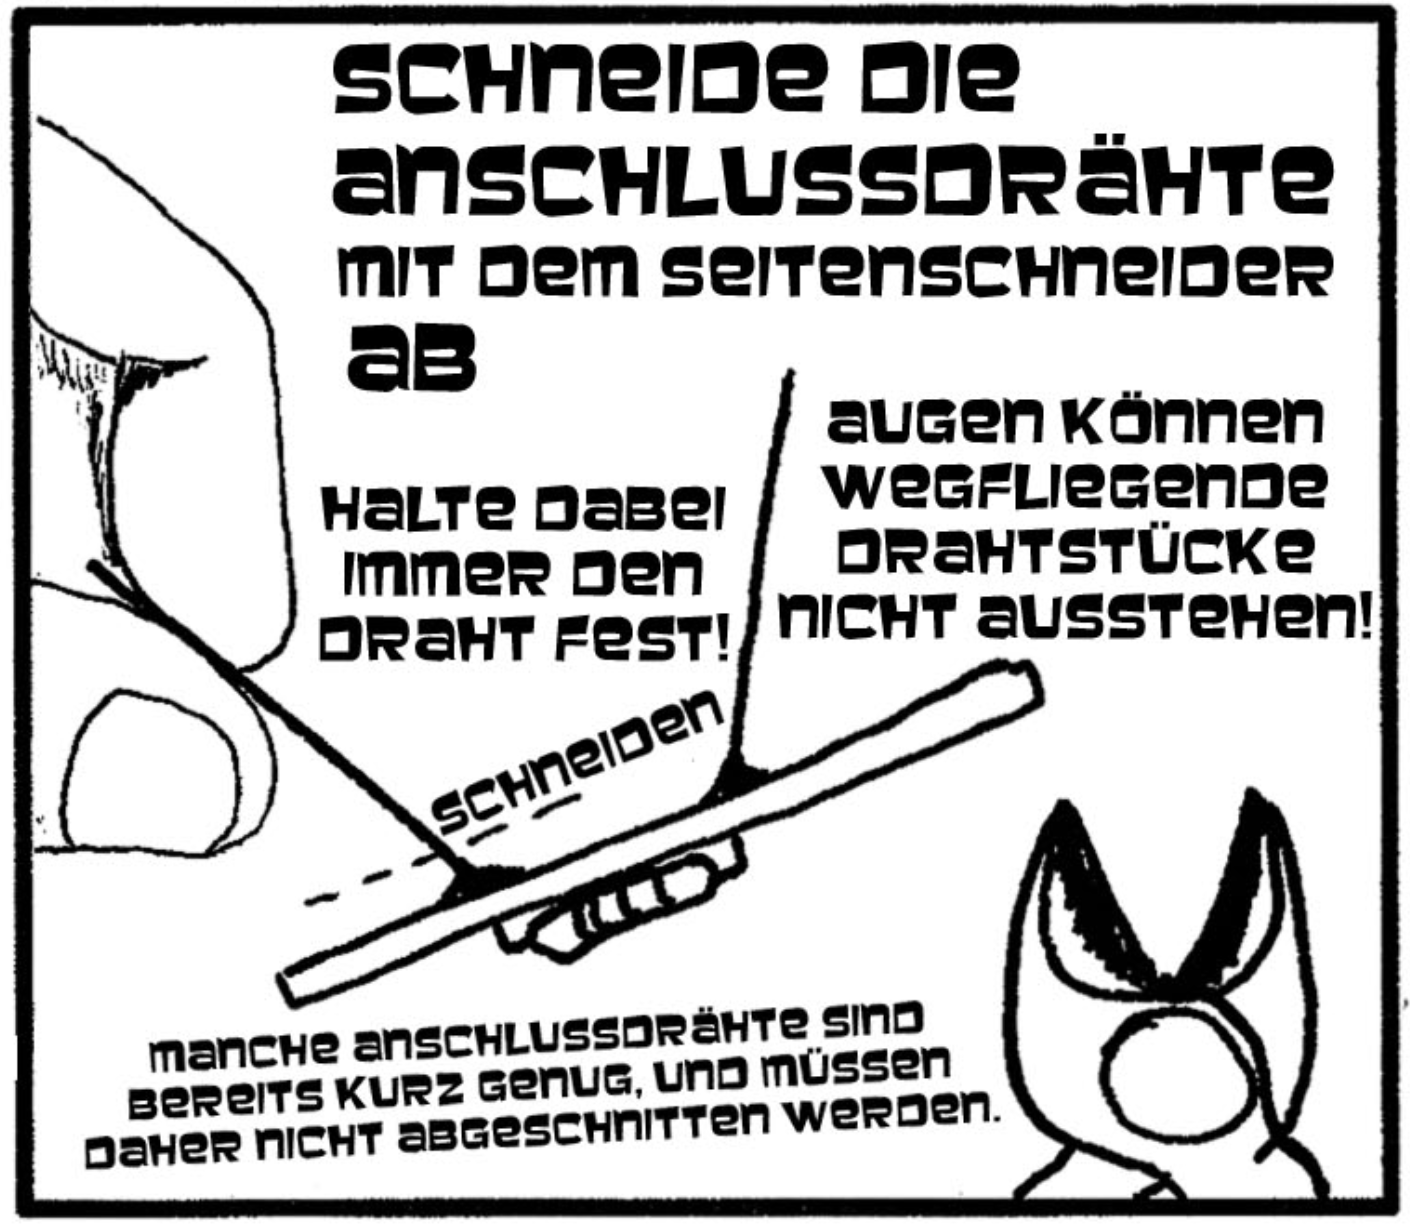 SCHNEIDE DIE
ANSCHLUSSDRÄHTE
MIT DEM SEITENSCHNEIDER
AB
AUGEN KÖNNEN
WEGFLIEGENDE
DRAHTSTÜCKE
NICHT AUSSTEHEN!
HALTE DABEI
IMMER DEN
DRAHT FEST!
SCHNEIDEN
MANCHE ANSCHLUSSDRÄHTE SIND
BEREITS KURZ GENUG, UND MÜSSEN
DAHER NICHT ABGESCHNITTEN WERDEN.